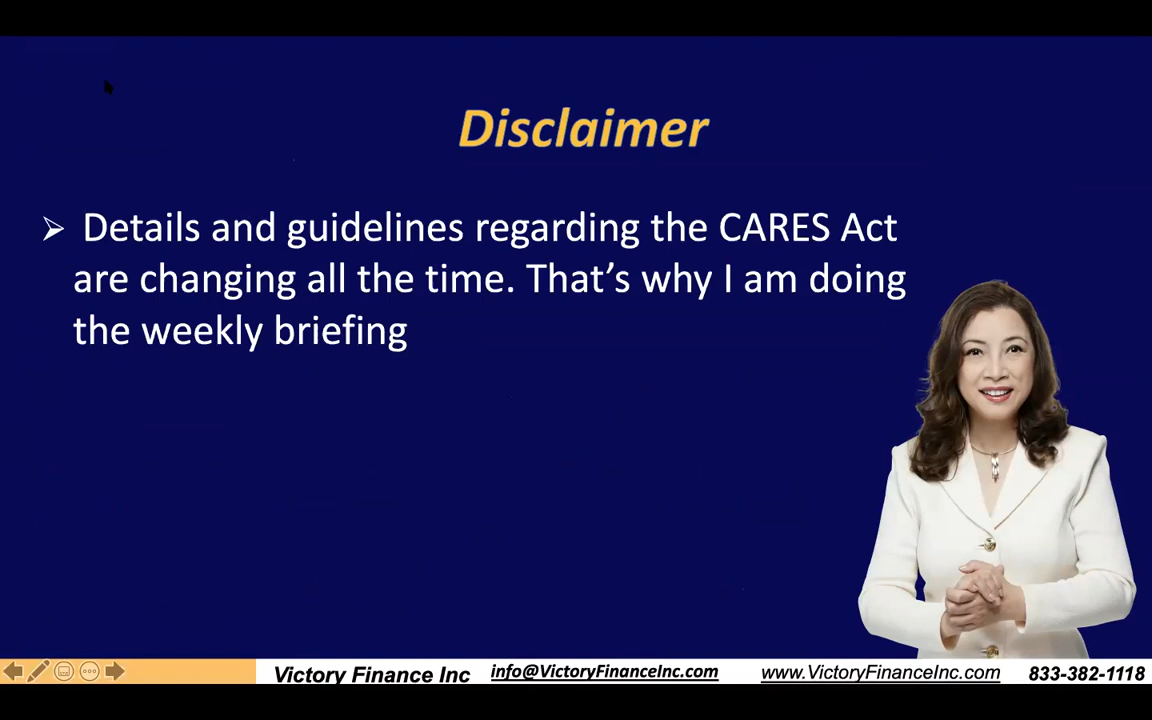 Disclaimer
➢ Details and guidelines regarding the CARES Act
are changing all the time. That’s why I am doing
the weekly briefing
Victory Finance Inc info@VictoryFinanceInc.com www.VictoryFinanceInc.com 833-382-1118